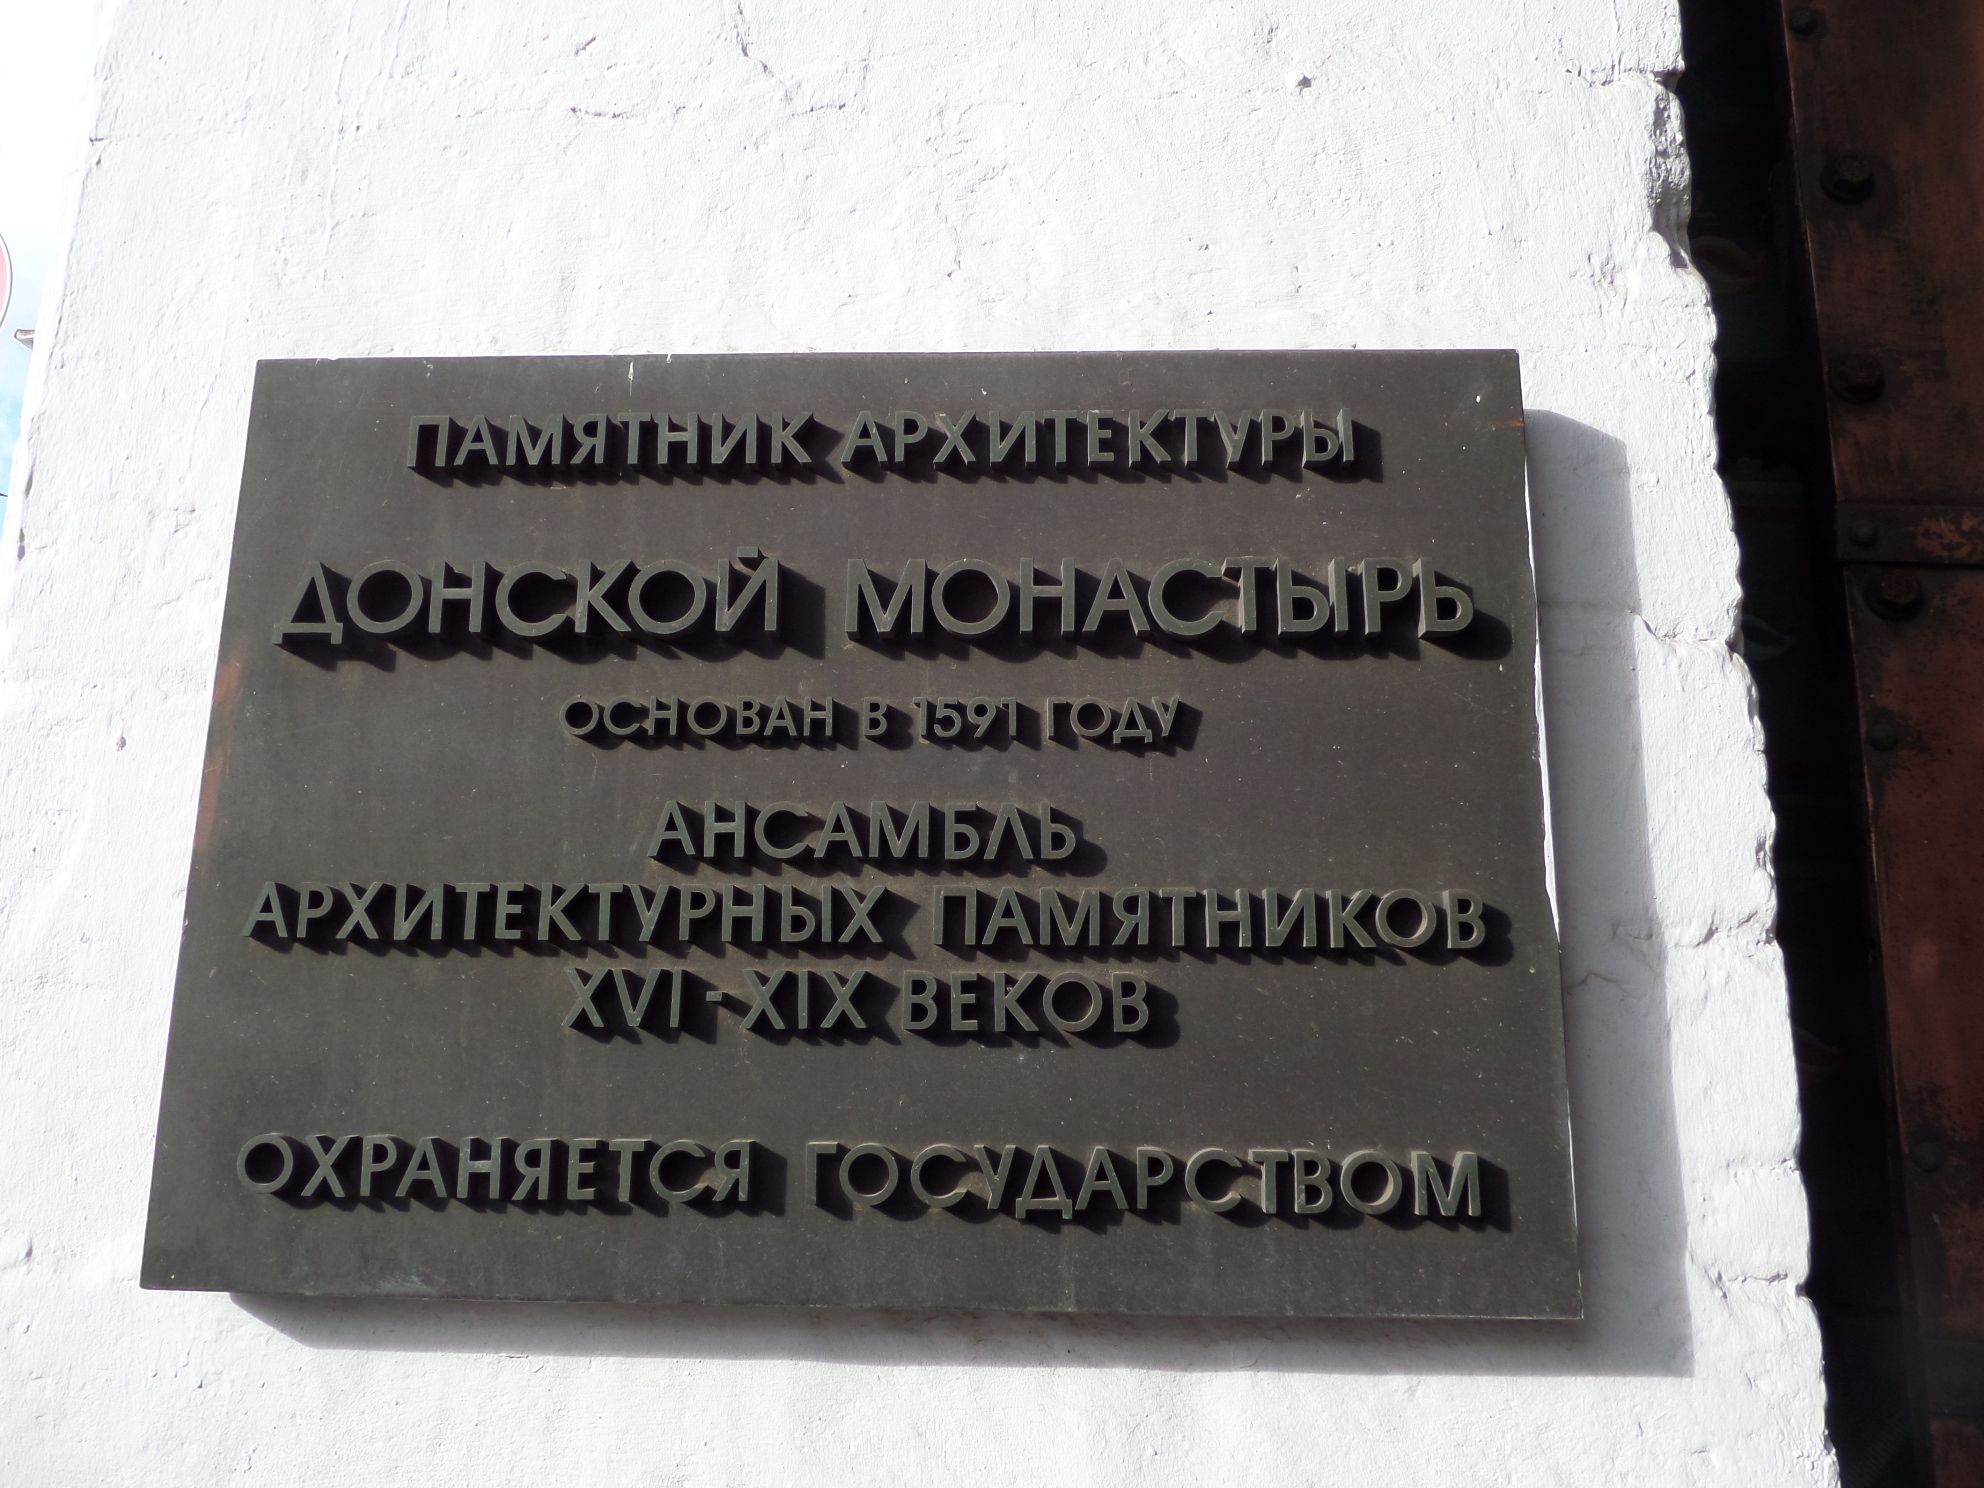 ПАМЯТНИК АРХИТЕКТУРЫ
ДОНСКОЙ МОНАСТЫРЬ
ОСНОВАН В 1591 ГОДУ
АНСАМБЛЬ
АРХИТЕКТУРНЫХ ПАМЯТНИКОВ
XVI - XIX ВЕКОВ
ОХРАНЯЕТСЯ ГОСУДАРСТВОМ